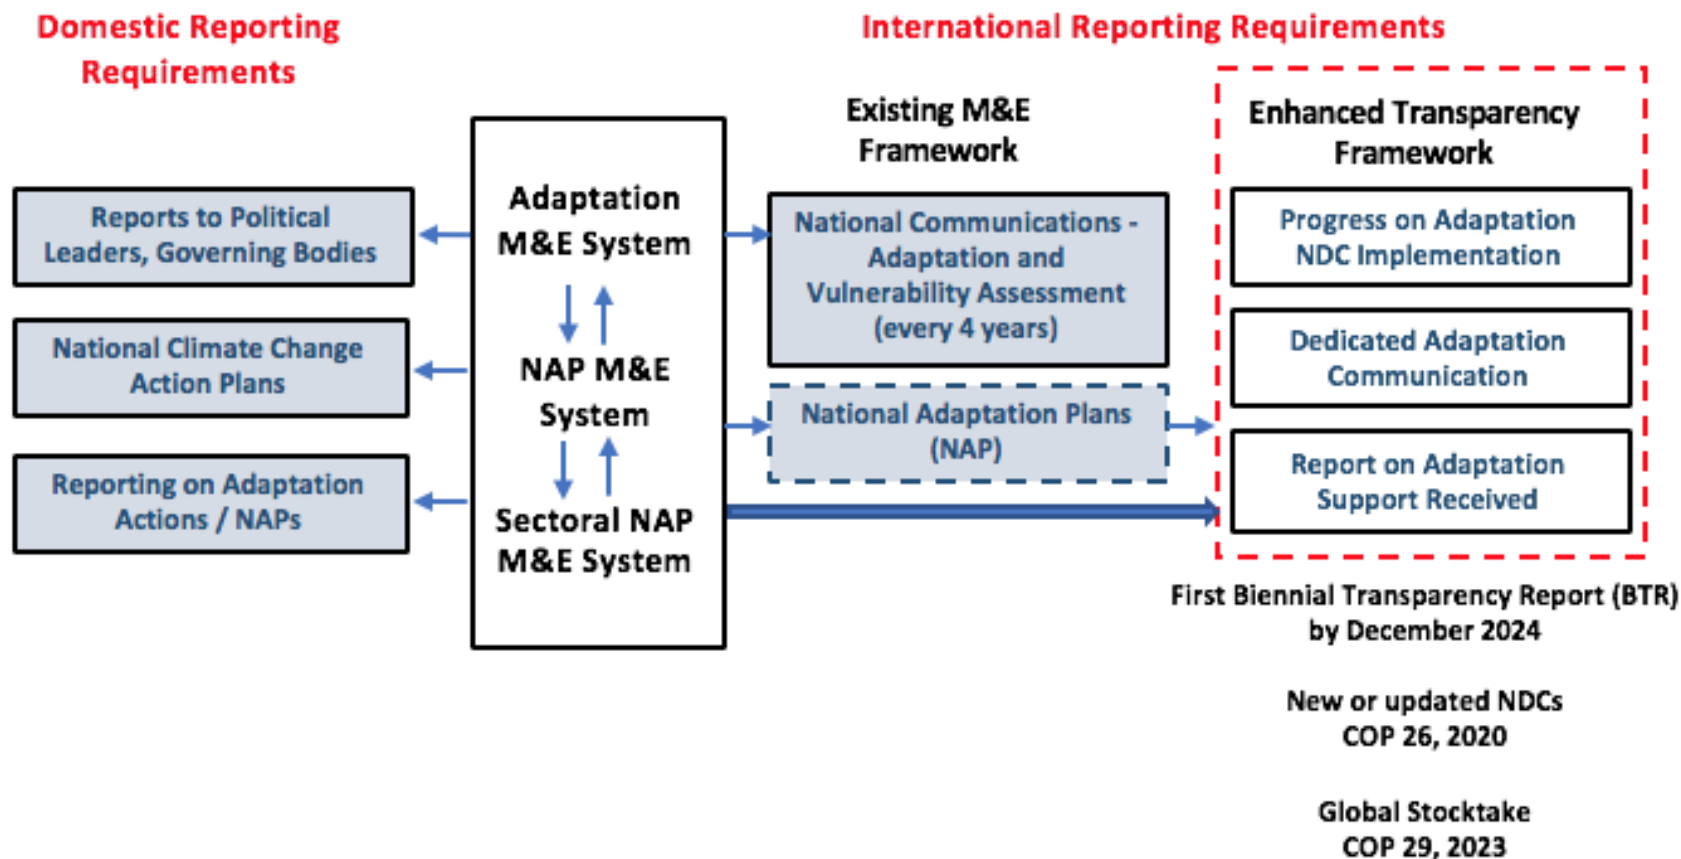 Domestic Reporting
Requirements
International Reporting Requirements
Reports to Political
Leaders, Governing Bodies
National Climate Change
Action Plans
Reporting on Adaptation
Actions / NAPs
Adaptation
M&E System
NAP M&E
System
Sectoral NAP
M&E System
Existing M&E
Framework
National Communications -
Adaptation and
Vulnerability Assessment
(every 4 years)
National Adaptation Plans
(NAP)
Enhanced Transparency
Framework
Progress on Adaptation
NDC Implementation
Dedicated Adaptation
Communication
Report on Adaptation
Support Received
First Biennial Transparency Report (BTR)
by December 2024
New or updated NDCs
COP 26, 2020
Global Stocktake
COP 29, 2023